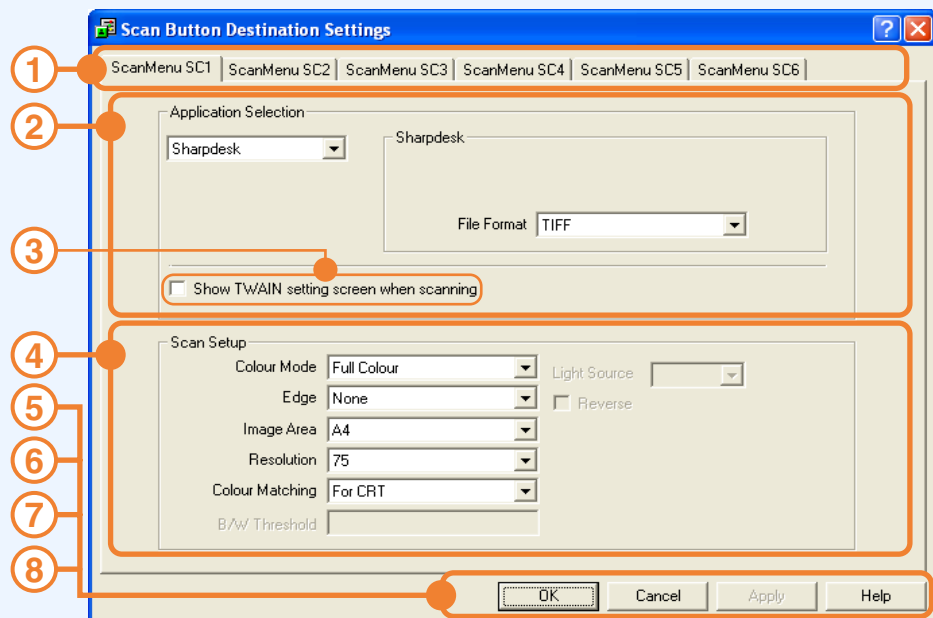 Scan Button Destination Settings
1
ScanMenu SC1 ScanMenu SC2 ScanMenu SC3 ScanMenu SC4 ScanMenu SC5 ScanMenu SC6
2
Application Selection
Sharpdesk
Sharpdesk
File Format TIFF
3
Show TWAIN setting screen when scanning
4
Scan Setup
Colour Mode Full Colour
Light Source
Edge None
Reverse
Image Area A4
Resolution 75
Colour Matching For CRT
B/W Threshold
5
6
7
8
OK Cancel Apply Help